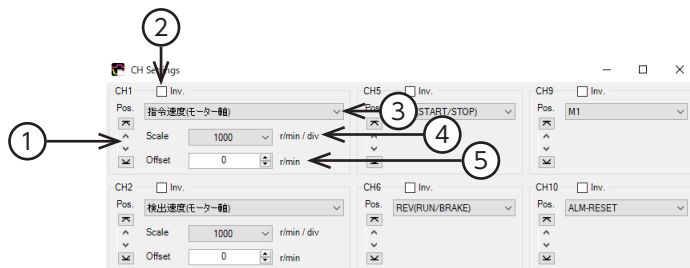 ②
CH Settings
CH1 Inv.
Pos. 指令速度(モーター軸)
③
①
Scale 1000 r/min / div
④
Offset 0 r/min
⑤
CH5 Inv.
Pos. (START/STOP)
CH9 Inv.
Pos. M1
CH2 Inv.
Pos. 検出速度(モーター軸)
Scale 1000 r/min / div
Offset 0 r/min
CH6 Inv.
Pos. REV(RUN/BRAKE)
CH10 Inv.
Pos. ALM-RESET